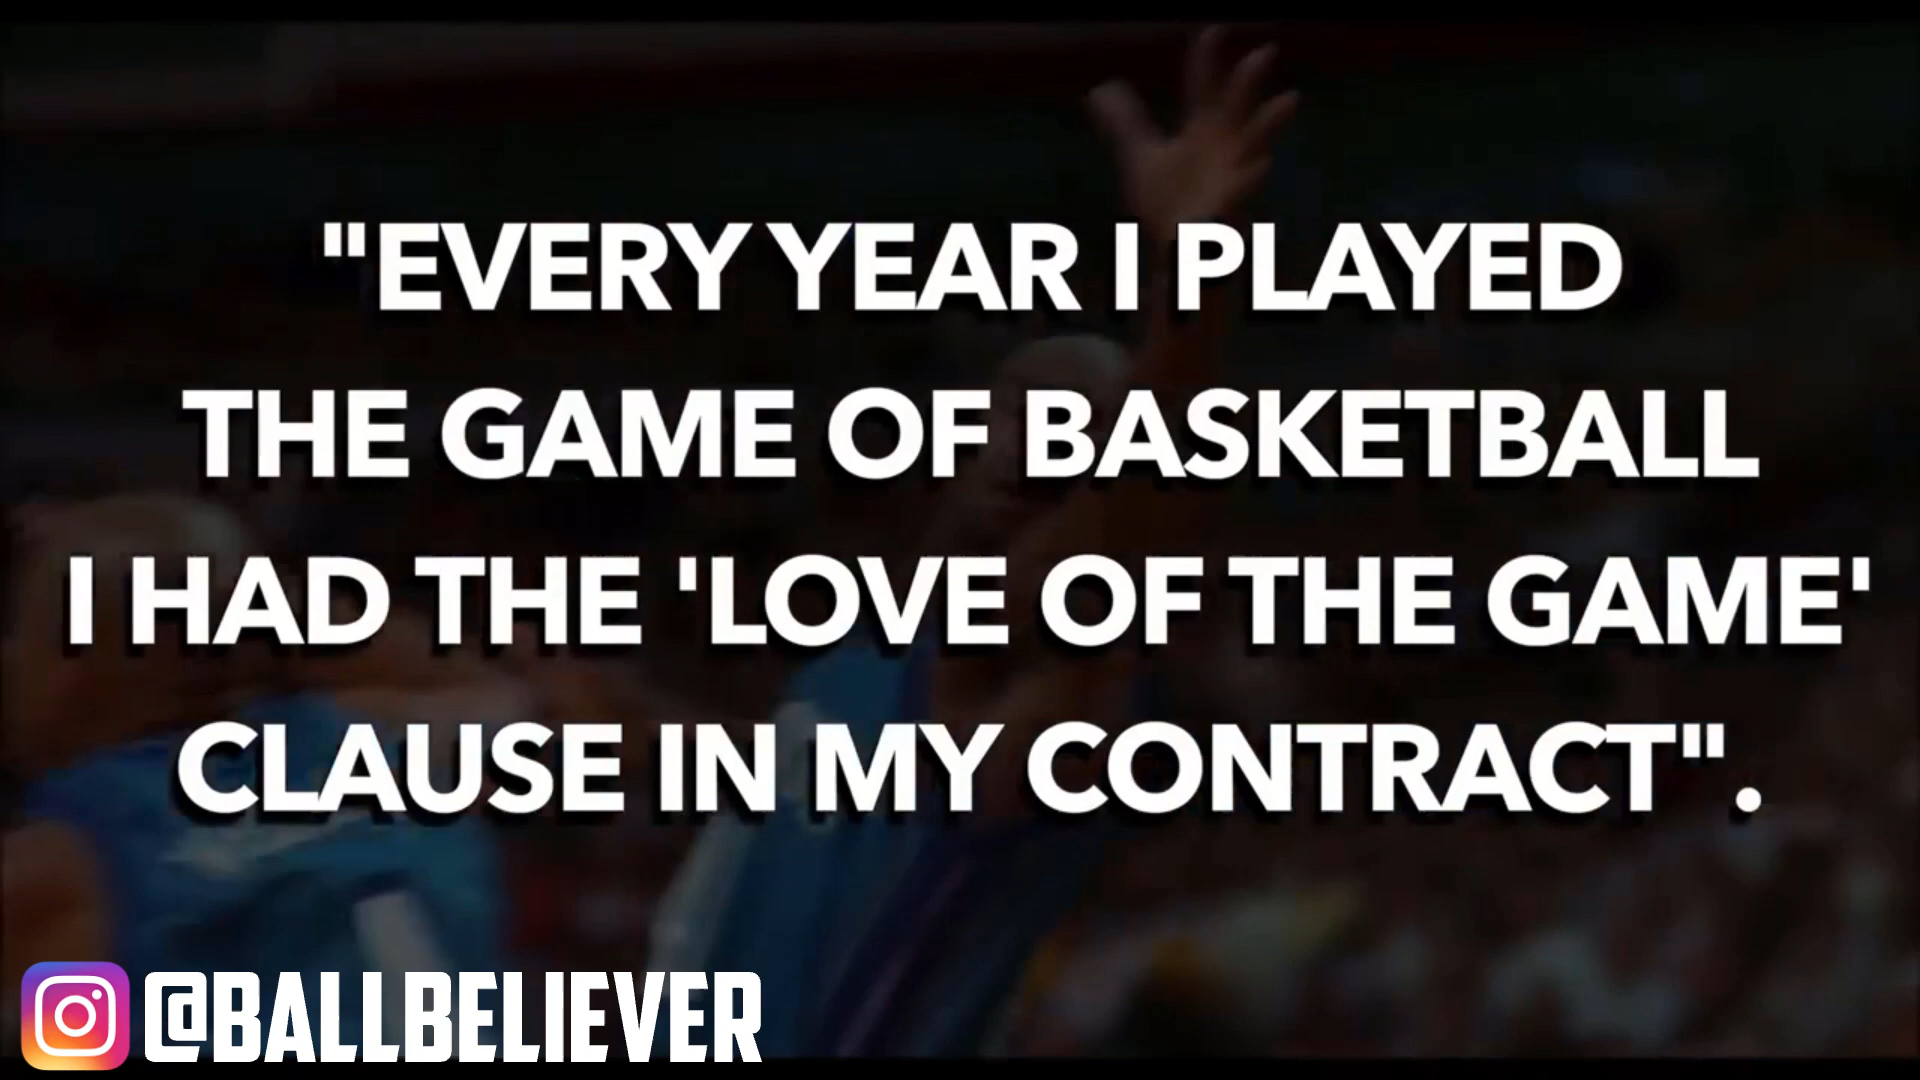 "EVERY YEAR I PLAYED
THE GAME OF BASKETBALL
I HAD THE 'LOVE OF THE GAME'
CLAUSE IN MY CONTRACT".
@BALLBELIEVER